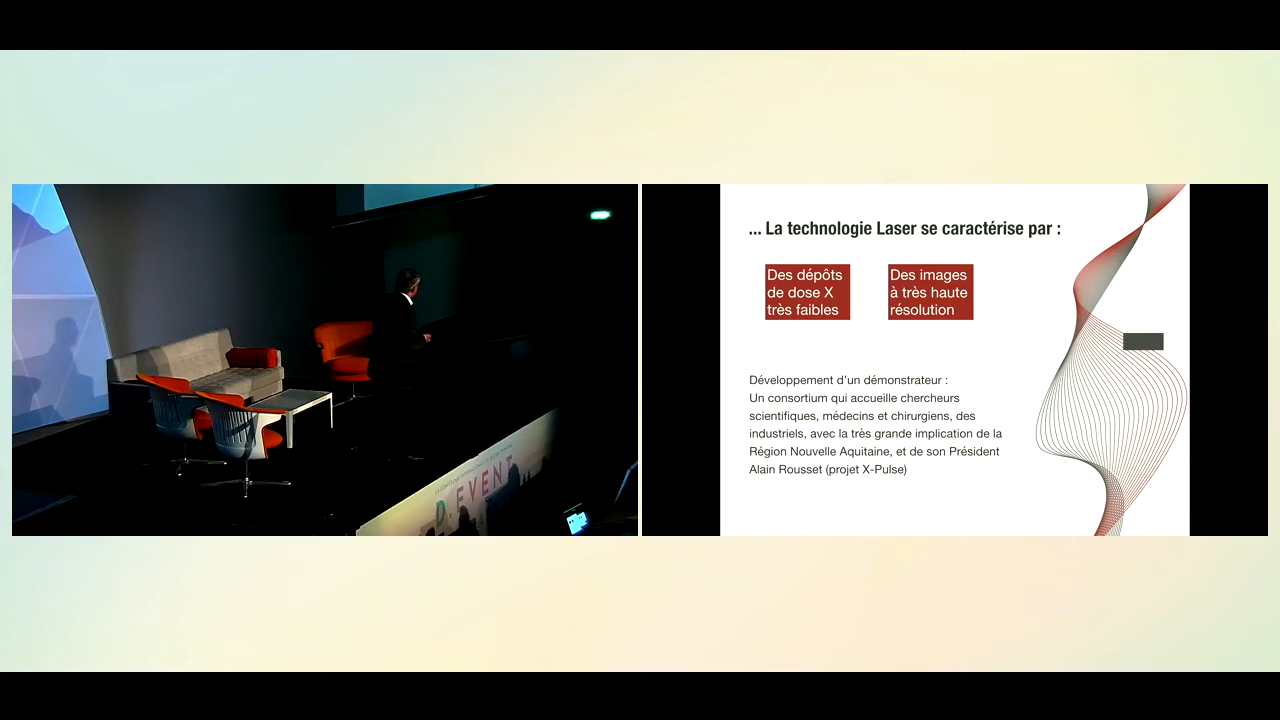 D.EVENT
... La technologie Laser se caractérise par :
Des dépôts
de dose X
très faibles
Des images
à très haute
résolution
Développement d'un démonstrateur :
Un consortium qui accueille chercheurs
scientifiques, médecins et chirurgiens, des
industriels, avec la très grande implication de la
Région Nouvelle Aquitaine, et de son Président
Alain Rousset (projet X-Pulse)